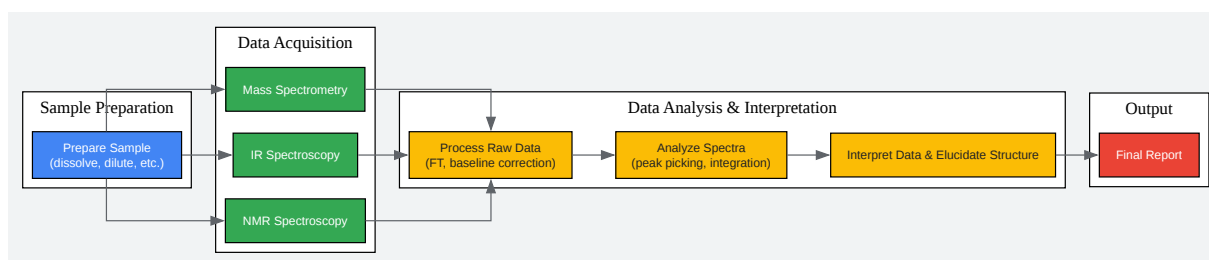 Sample Preparation
Prepare Sample
(dissolve, dilute, etc.)
Data Acquisition
Mass Spectrometry
IR Spectroscopy
NMR Spectroscopy
Data Analysis & Interpretation
Process Raw Data
(FT, baseline correction)
Analyze Spectra
(peak picking, integration)
Interpret Data & Elucidate Structure
Output
Final Report